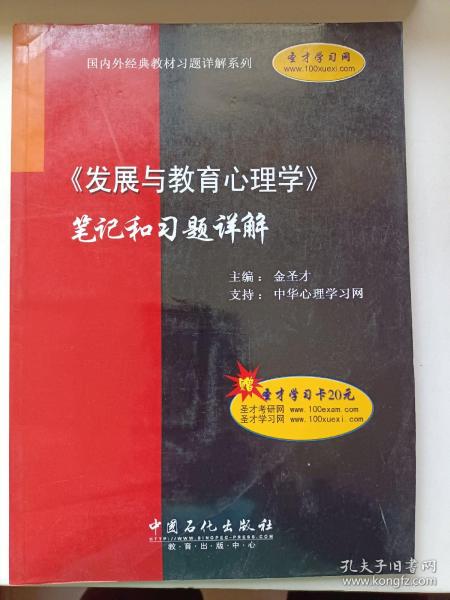 国内外经典教材习题详解系列
圣才学习网
www.100xuexi.com
《发展与教育心理学》
笔记和习题详解
主编：金圣才
支持：中华心理学习网
赠
圣才学习卡20元
圣才考研网 www.100exam.com
圣才学习网 www.100xuexi.com
中国石化出版社
HTTP://WWW.SINOPEC-PRESS.COM
教·育·出·版·中·心
孔夫子旧书网
www.kongfz.com